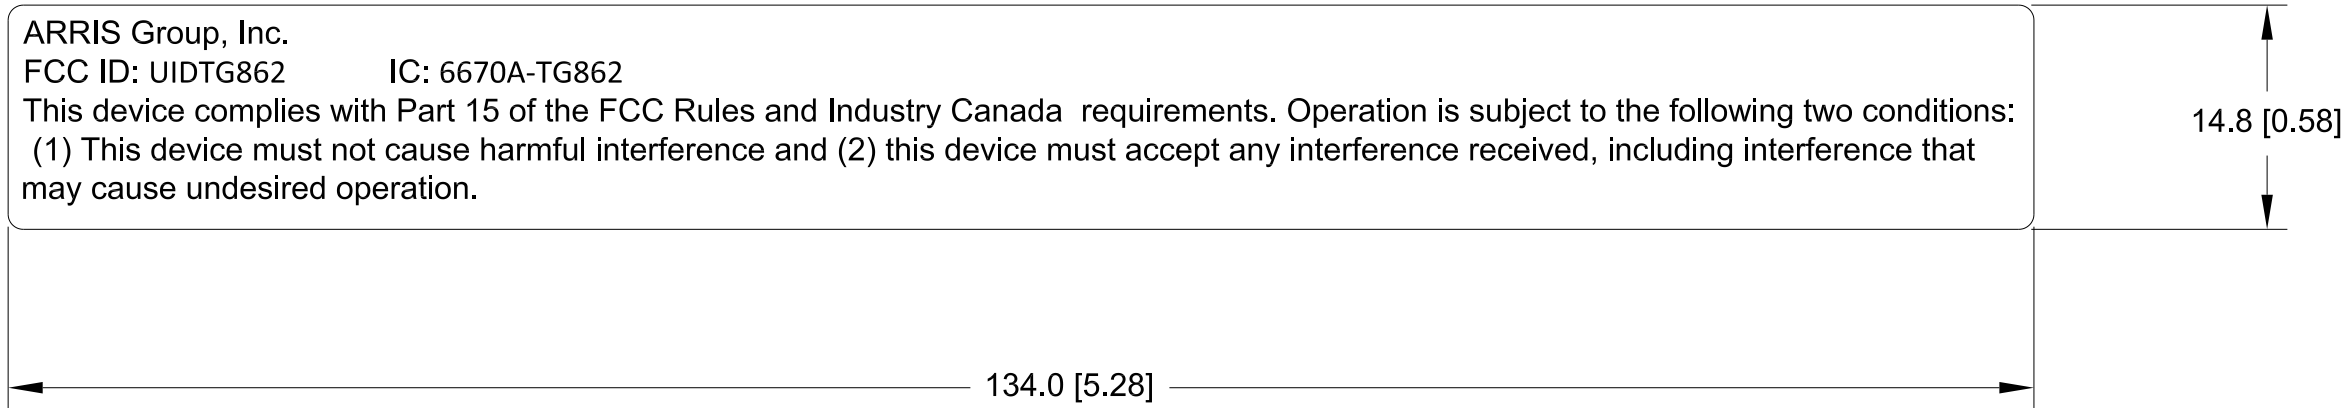 ARRIS Group, Inc.
FCC ID: UIDTG862 IC: 6670A-TG862
This device complies with Part 15 of the FCC Rules and Industry Canada  requirements. Operation is subject to the following two conditions:
(1) This device must not cause harmful interference and (2) this device must accept any interference received, including interference that
may cause undesired operation.
14.8 [0.58]
134.0 [5.28]